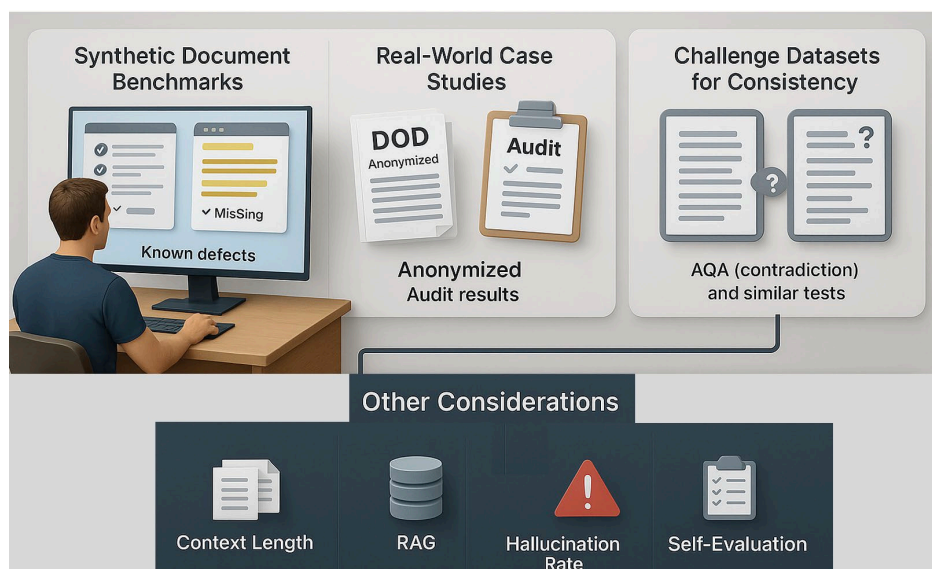 Synthetic Document
Benchmarks
MisSing
Known defects
Real-World Case
Studies
DOD
Anonymized
Audit
Anonymized
Audit results
Challenge Datasets
for Consistency
?
?
AQA (contradiction)
and similar tests
Other Considerations
Context Length
RAG
!
Hallucination
Rate
Self-Evaluation